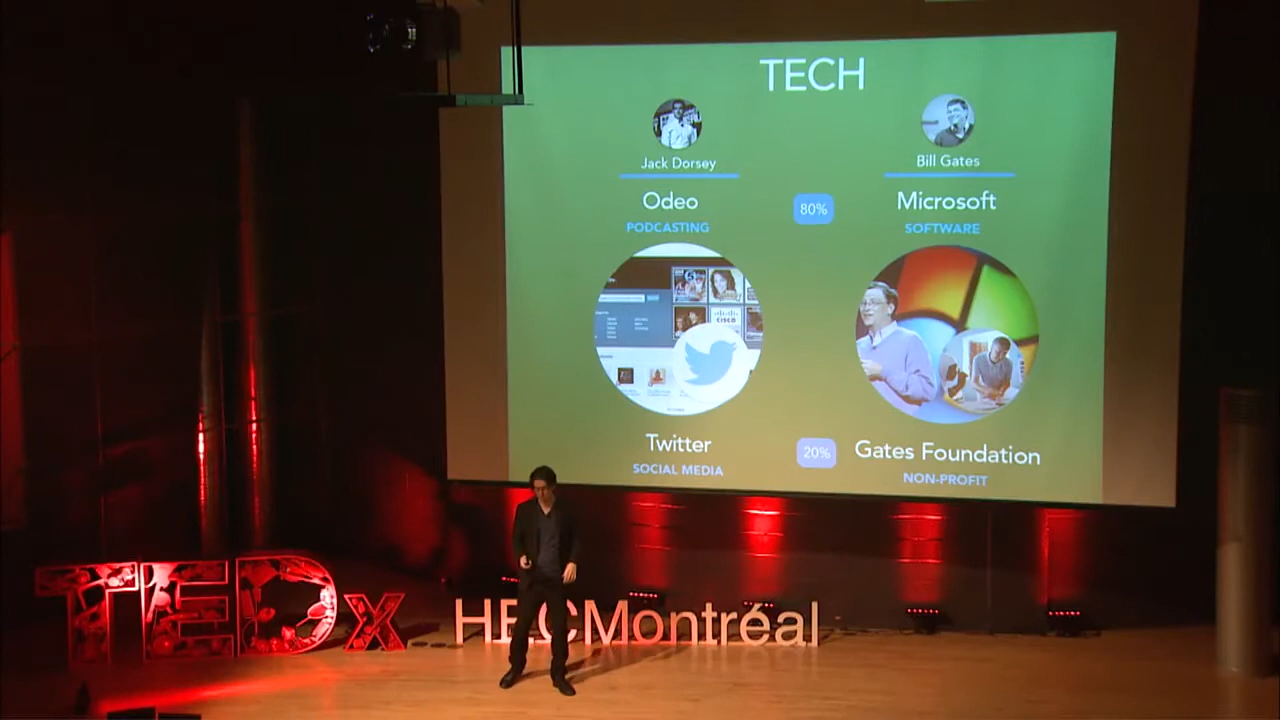 TECH
Jack Dorsey
Bill Gates
Odeo
80%
Microsoft
PODCASTING
SOFTWARE
CISCO
Twitter
20%
Gates Foundation
SOCIAL MEDIA
NON-PROFIT
TEDx
HECMontréal